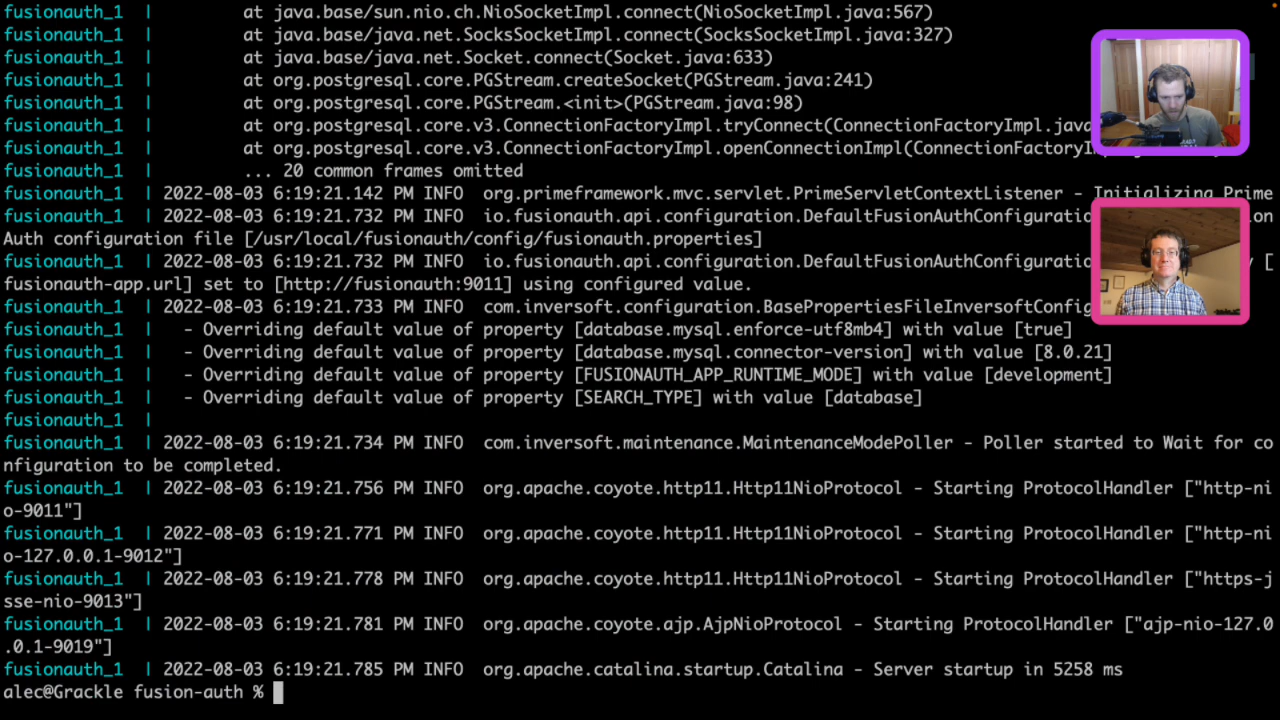 fusionauth_1  |         at java.base/sun.nio.ch.NioSocketImpl.connect(NioSocketImpl.java:567)
fusionauth_1  |         at java.base/java.net.SocksSocketImpl.connect(SocksSocketImpl.java:327)
fusionauth_1  |         at java.base/java.net.Socket.connect(Socket.java:633)
fusionauth_1  |         at org.postgresql.core.PGStream.createSocket(PGStream.java:241)
fusionauth_1  |         at org.postgresql.core.PGStream.<init>(PGStream.java:98)
fusionauth_1  |         at org.postgresql.core.v3.ConnectionFactoryImpl.tryConnect(ConnectionFactoryImpl.java
fusionauth_1  |         at org.postgresql.core.v3.ConnectionFactoryImpl.openConnectionImpl(ConnectionFactoryImpl
fusionauth_1  |         ... 20 common frames omitted
fusionauth_1  | 2022-08-03 6:19:21.142 PM INFO  org.primeframework.mvc.servlet.PrimeServletContextListener - Initializing Prime
fusionauth_1  | 2022-08-03 6:19:21.732 PM INFO  io.fusionauth.api.configuration.DefaultFusionAuthConfiguratio
Auth configuration file [/usr/local/fusionauth/config/fusionauth.properties]
fusionauth_1  | 2022-08-03 6:19:21.732 PM INFO  io.fusionauth.api.configuration.DefaultFusionAuthConfiguratio [
fusionauth-app.url] set to [http://fusionauth:9011] using configured value.
fusionauth_1  | 2022-08-03 6:19:21.733 PM INFO  com.inversoft.configuration.BasePropertiesFileInversoftConfig
fusionauth_1  |   - Overriding default value of property [database.mysql.enforce-utf8mb4] with value [true]
fusionauth_1  |   - Overriding default value of property [database.mysql.connector-version] with value [8.0.21]
fusionauth_1  |   - Overriding default value of property [FUSIONAUTH_APP_RUNTIME_MODE] with value [development]
fusionauth_1  |   - Overriding default value of property [SEARCH_TYPE] with value [database]
fusionauth_1  |
fusionauth_1  | 2022-08-03 6:19:21.734 PM INFO  com.inversoft.maintenance.MaintenanceModePoller - Poller started to Wait for co
nfiguration to be completed.
fusionauth_1  | 2022-08-03 6:19:21.756 PM INFO  org.apache.coyote.http11.Http11NioProtocol - Starting ProtocolHandler ["http-ni
o-9011"]
fusionauth_1  | 2022-08-03 6:19:21.771 PM INFO  org.apache.coyote.http11.Http11NioProtocol - Starting ProtocolHandler ["http-ni
o-127.0.0.1-9012"]
fusionauth_1  | 2022-08-03 6:19:21.778 PM INFO  org.apache.coyote.http11.Http11NioProtocol - Starting ProtocolHandler ["https-j
sse-nio-9013"]
fusionauth_1  | 2022-08-03 6:19:21.781 PM INFO  org.apache.coyote.ajp.AjpNioProtocol - Starting ProtocolHandler ["ajp-nio-127.0
.0.1-9019"]
fusionauth_1  | 2022-08-03 6:19:21.785 PM INFO  org.apache.catalina.startup.Catalina - Server startup in 5258 ms
alec@Grackle fusion-auth %